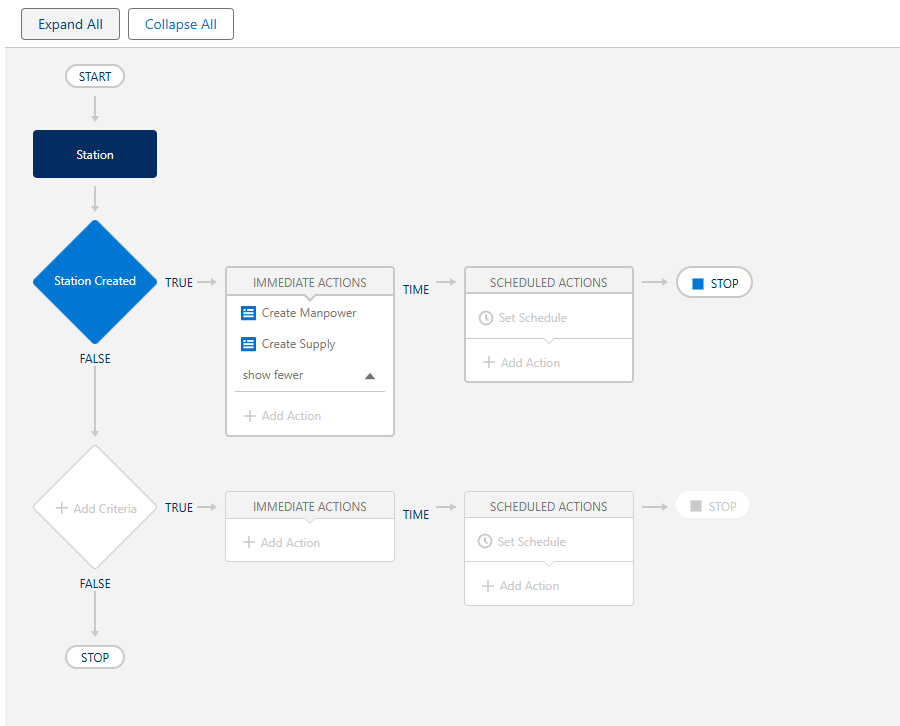 Expand All
Collapse All
START
Station
Station Created
TRUE
IMMEDIATE ACTIONS
Create Manpower
Create Supply
show fewer
Add Action
TIME
SCHEDULED ACTIONS
Set Schedule
Add Action
STOP
FALSE
Add Criteria
TRUE
IMMEDIATE ACTIONS
Add Action
TIME
SCHEDULED ACTIONS
Set Schedule
Add Action
STOP
FALSE
STOP